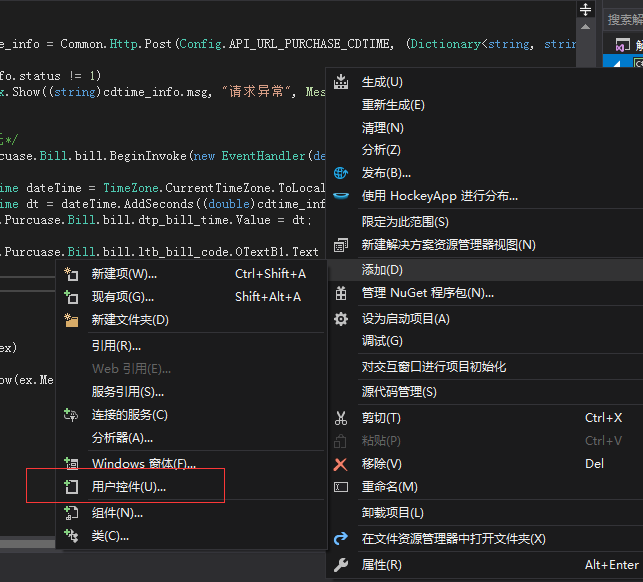 e_info = Common.Http.Post(Config.API_URL_PURCHASE_CDTIME, (Dictionary<string, strin
fo.status != 1)
x.Show((string)cdtime_info.msg, "请求异常", Mes
*/
cuase.Bill.bill.BeginInvoke(new EventHandler(de
ime dateTime = TimeZone.CurrentTimeZone.ToLocal
ime dt = dateTime.AddSeconds((double)cdtime_inf
.Purcuase.Bill.bill.dtp_bill_time.Value = dt;
.Purcuase.Bill.bill.ltb_bill_code.OTextB1.Text
ex)
ow(ex.Me
搜索解
生成(U)
重新生成(E)
清理(N)
分析(Z)
发布(B)...
使用 HockeyApp 进行分布...
限定为此范围(S)
新建解决方案资源管理器视图(N)
添加(D)
管理 NuGet 程序包(N)...
设为启动项目(A)
调试(G)
对交互窗口进行项目初始化
源代码管理(S)
剪切(T) Ctrl+X
粘贴(P) Ctrl+V
移除(V) Del
重命名(M)
卸载项目(L)
在文件资源管理器中打开文件夹(X)
属性(R) Alt+Enter
新建项(W)... Ctrl+Shift+A
现有项(G)... Shift+Alt+A
新建文件夹(D)
引用(R)...
Web 引用(E)...
服务引用(S)...
连接的服务(C)
分析器(A)...
Windows 窗体(F)...
用户控件(U)...
组件(N)...
类(C)...